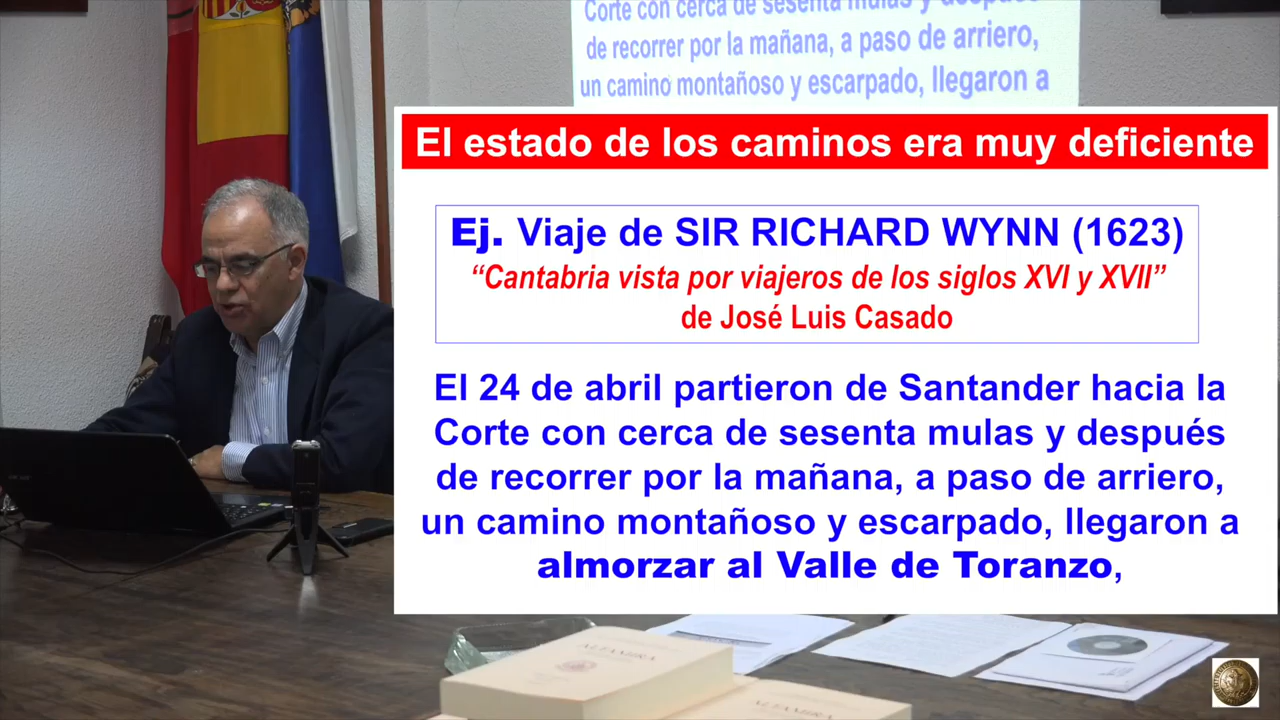 Corte con cerca de sesenta mulas y después
de recorrer por la mañana, a paso de arriero,
un camino montañoso y escarpado, llegaron a
El estado de los caminos era muy deficiente
Ej. Viaje de SIR RICHARD WYNN (1623)
“Cantabria vista por viajeros de los siglos XVI y XVII”
de José Luis Casado
El 24 de abril partieron de Santander hacia la
Corte con cerca de sesenta mulas y después
de recorrer por la mañana, a paso de arriero,
un camino montañoso y escarpado, llegaron a
almorzar al Valle de Toranzo,
ALTAMIRA
ALTAMIRA